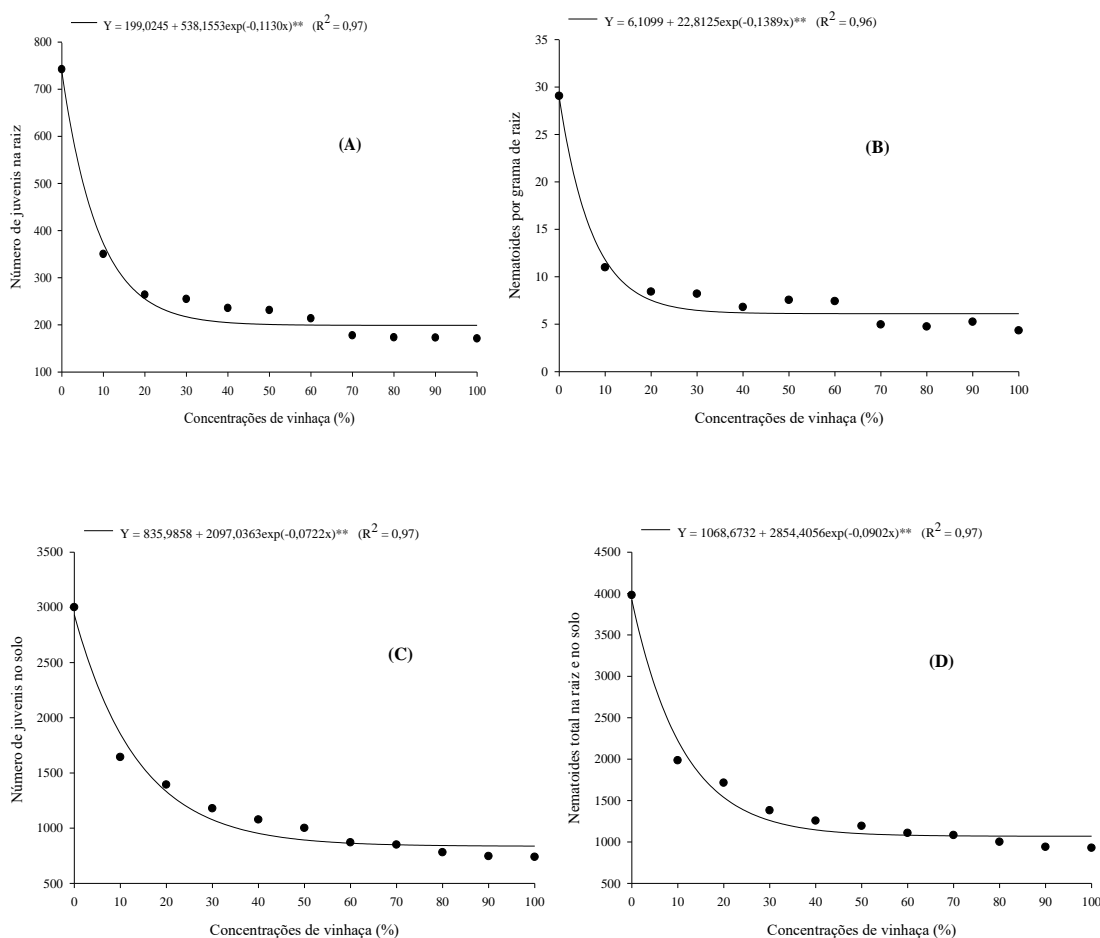 Y = 199,0245 + 538,1553exp(-0,1130x)** (R2 = 0,97)
800
700
600
500
400
300
200
100
Número de juvenis na raiz
(A)
0 10 20 30 40 50 60 70 80 90 100
Concentrações de vinhaça (%)
Y = 6,1099 + 22,8125exp(-0,1389x)** (R2 = 0,96)
35
30
25
20
15
10
5
0
Nematoides por grama de raiz
(B)
0 10 20 30 40 50 60 70 80 90 100
Concentrações de vinhaça (%)
Y = 835,9858 + 2097,0363exp(-0,0722x)** (R2 = 0,97)
3500
3000
2500
2000
1500
1000
500
Número de juvenis no solo
(C)
0 10 20 30 40 50 60 70 80 90 100
Concentrações de vinhaça (%)
Y = 1068,6732 + 2854,4056exp(-0,0902x)** (R2 = 0,97)
4500
4000
3500
3000
2500
2000
1500
1000
500
Nematoides total na raiz e no solo
(D)
0 10 20 30 40 50 60 70 80 90 100
Concentrações de vinhaça (%)